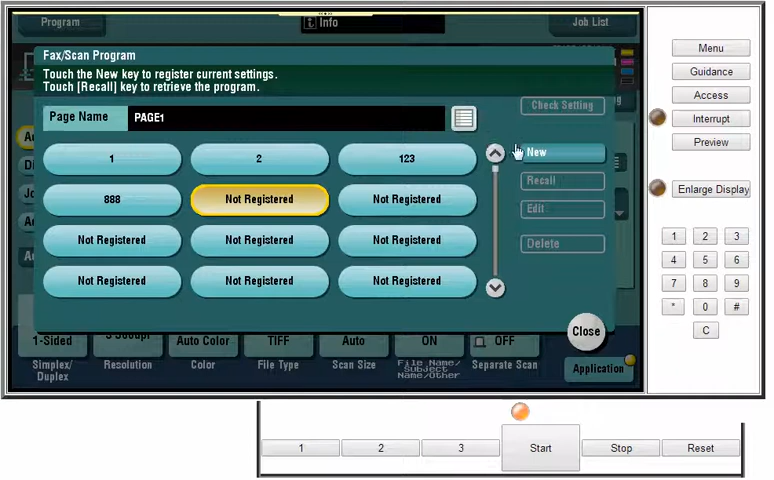 Program
Info
Job List
Fax/Scan Program
Touch the New key to register current settings.
Touch [Recall] key to retrieve the program.
Page Name
PAGE1
Check Setting
1
2
123
New
888
Not Registered
Not Registered
Recall
Edit
Not Registered
Not Registered
Not Registered
Delete
Not Registered
Not Registered
Not Registered
Close
1-Sided
Auto Color
TIFF
Auto
ON
OFF
Simplex/
Duplex
Resolution
Color
File Type
Scan Size
File Name/
Subject
Name/Other
Separate Scan
Application
Menu
Guidance
Access
Interrupt
Preview
Enlarge Display
1 2 3
4 5 6
7 8 9
* 0 #
C
1 2 3 Start Stop Reset